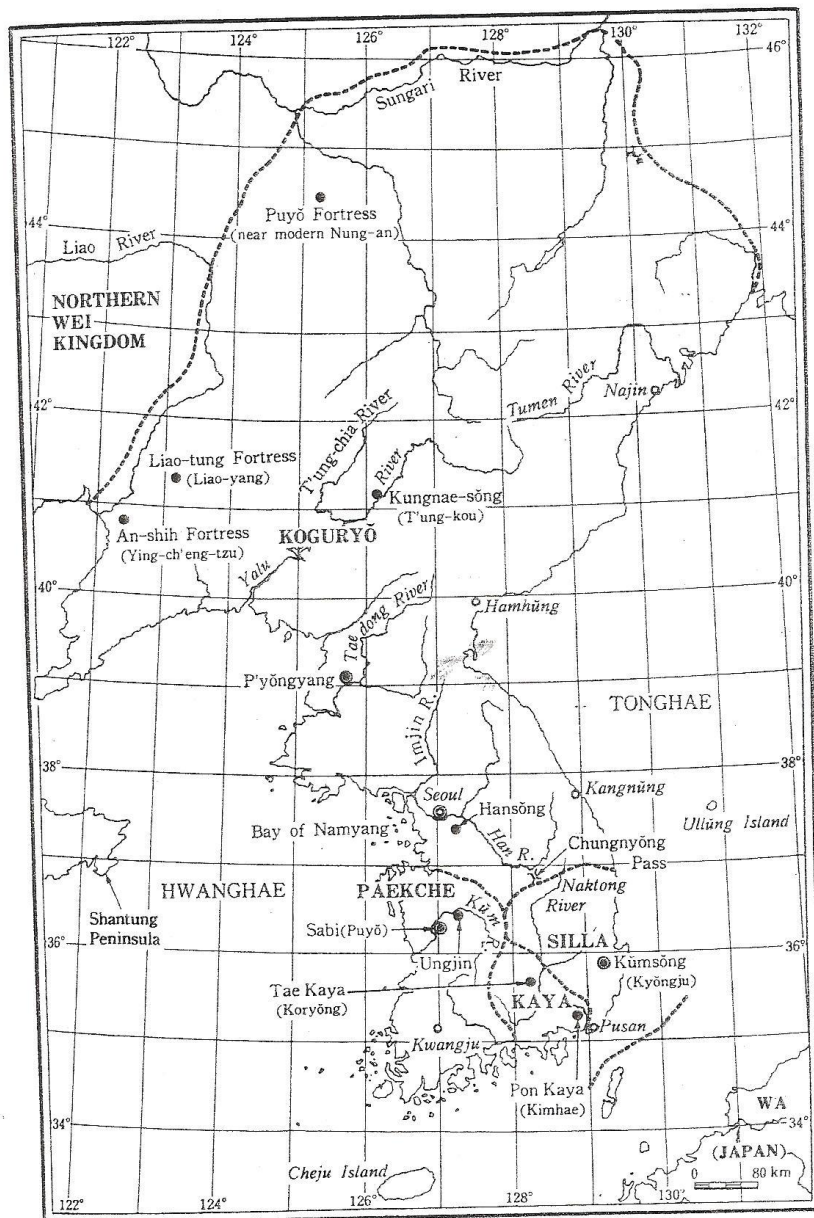 122°
124°
126°
128°
130°
46°
Sungari
River
Puyŏ Fortress
(near modern Nung-an)
44°
44°
Liao River
NORTHERN
WEI
KINGDOM
Tumen River
Najin
42°
42°
T'ung-chia River
River
Liao-tung Fortress
(Liao-yang)
Kungnae-sŏng
(T'ung-kou)
An-shih Fortress
(Ying-ch'eng-tzu)
KOGURYŎ
Yalu
40°
40°
Hamhŭng
Taedong River
P'yŏngyang
TONGHAE
Imjin R.
38°
38°
Seoul
Hansŏng
Kangnŭng
Ullŭng Island
Bay of Namyang
Han R.
Chungnyŏng
Pass
HWANGHAE
PAEKCHE
Naktong
River
Shantung
Peninsula
Kŭm
R.
Sabi(Puyŏ)
SILLA
36°
36°
Ungjin
Kŭmsŏng
(Kyŏngju)
Tae Kaya
(Koryŏng)
KAYA
Pusan
Kwangju
Pon Kaya
(Kimhae)
WA
34°
34°
(JAPAN)
Cheju Island
0 80 km
122°
124°
126°
128°
130°
132°